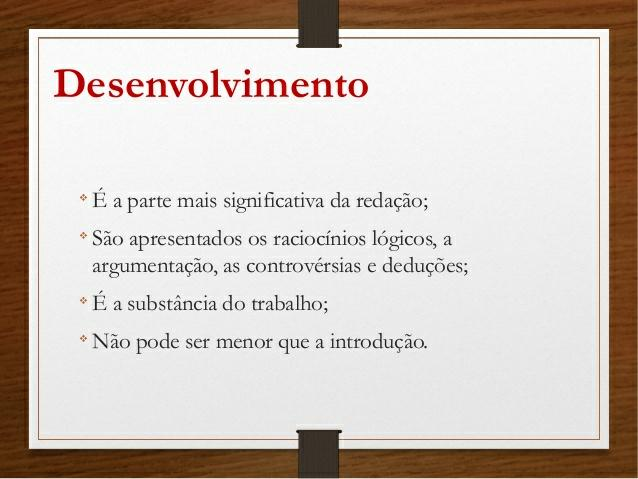 Desenvolvimento
É a parte mais significativa da redação;
São apresentados os raciocínios lógicos, a
argumentação, as controvérsias e deduções;
É a substância do trabalho;
Não pode ser menor que a introdução.